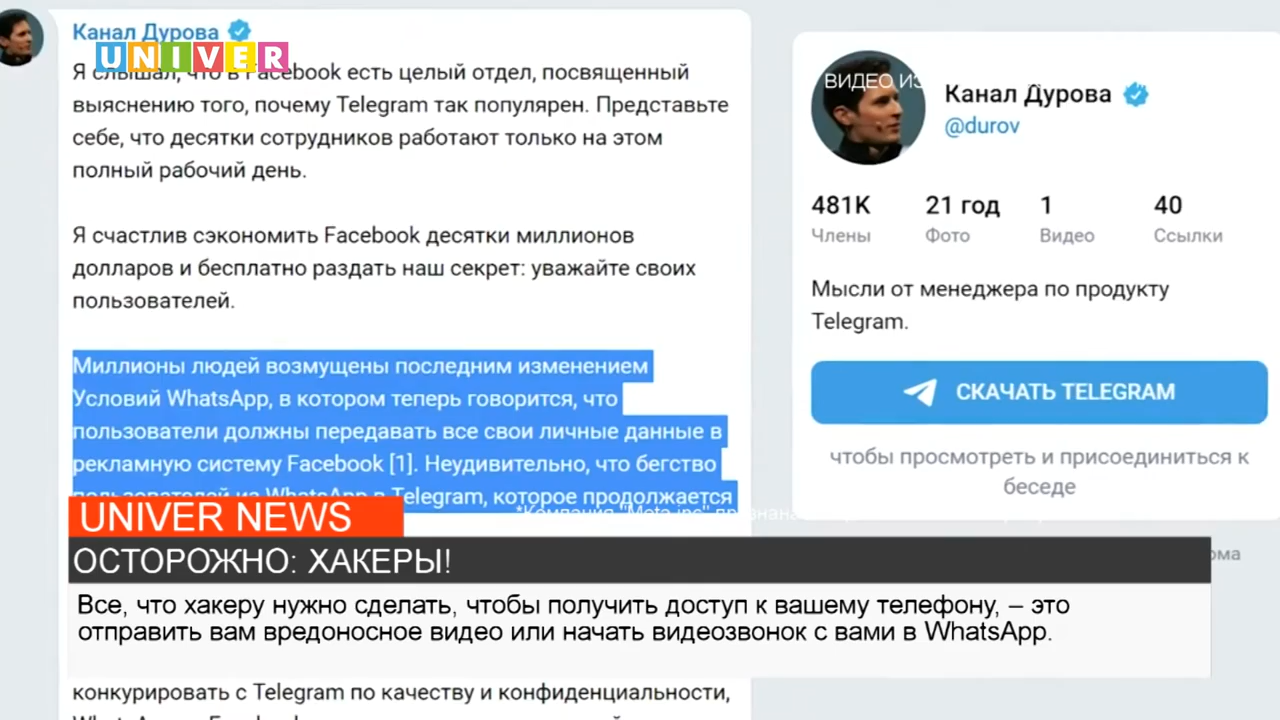 Канал Дурова
UNIVER
Я слышал, что в Facebook есть целый отдел, посвященный
выяснению того, почему Telegram так популярен. Представьте
себе, что десятки сотрудников работают только на этом
полный рабочий день.
Я счастлив сэкономить Facebook десятки миллионов
долларов и бесплатно раздать наш секрет: уважайте своих
пользователей.
Миллионы людей возмущены последним изменением
Условий WhatsApp, в котором теперь говорится, что
пользователи должны передавать все свои личные данные в
рекламную систему Facebook [1]. Неудивительно, что бегство
пользователей из WhatsApp в Telegram, которое продолжается
ВИДЕО ИЗ
Канал Дурова
@durov
481K 21 год 1 40
Члены Фото Видео Ссылки
Мысли от менеджера по продукту
Telegram.
СКАЧАТЬ TELEGRAM
чтобы просмотреть и присоединиться к
беседе
*Компания "Meta inc"
UNIVER NEWS
ОСТОРОЖНО: ХАКЕРЫ!
Все, что хакеру нужно сделать, чтобы получить доступ к вашему телефону, – это
отправить вам вредоносное видео или начать видеозвонок с вами в WhatsApp.
конкурировать с Telegram по качеству и конфиденциальности,